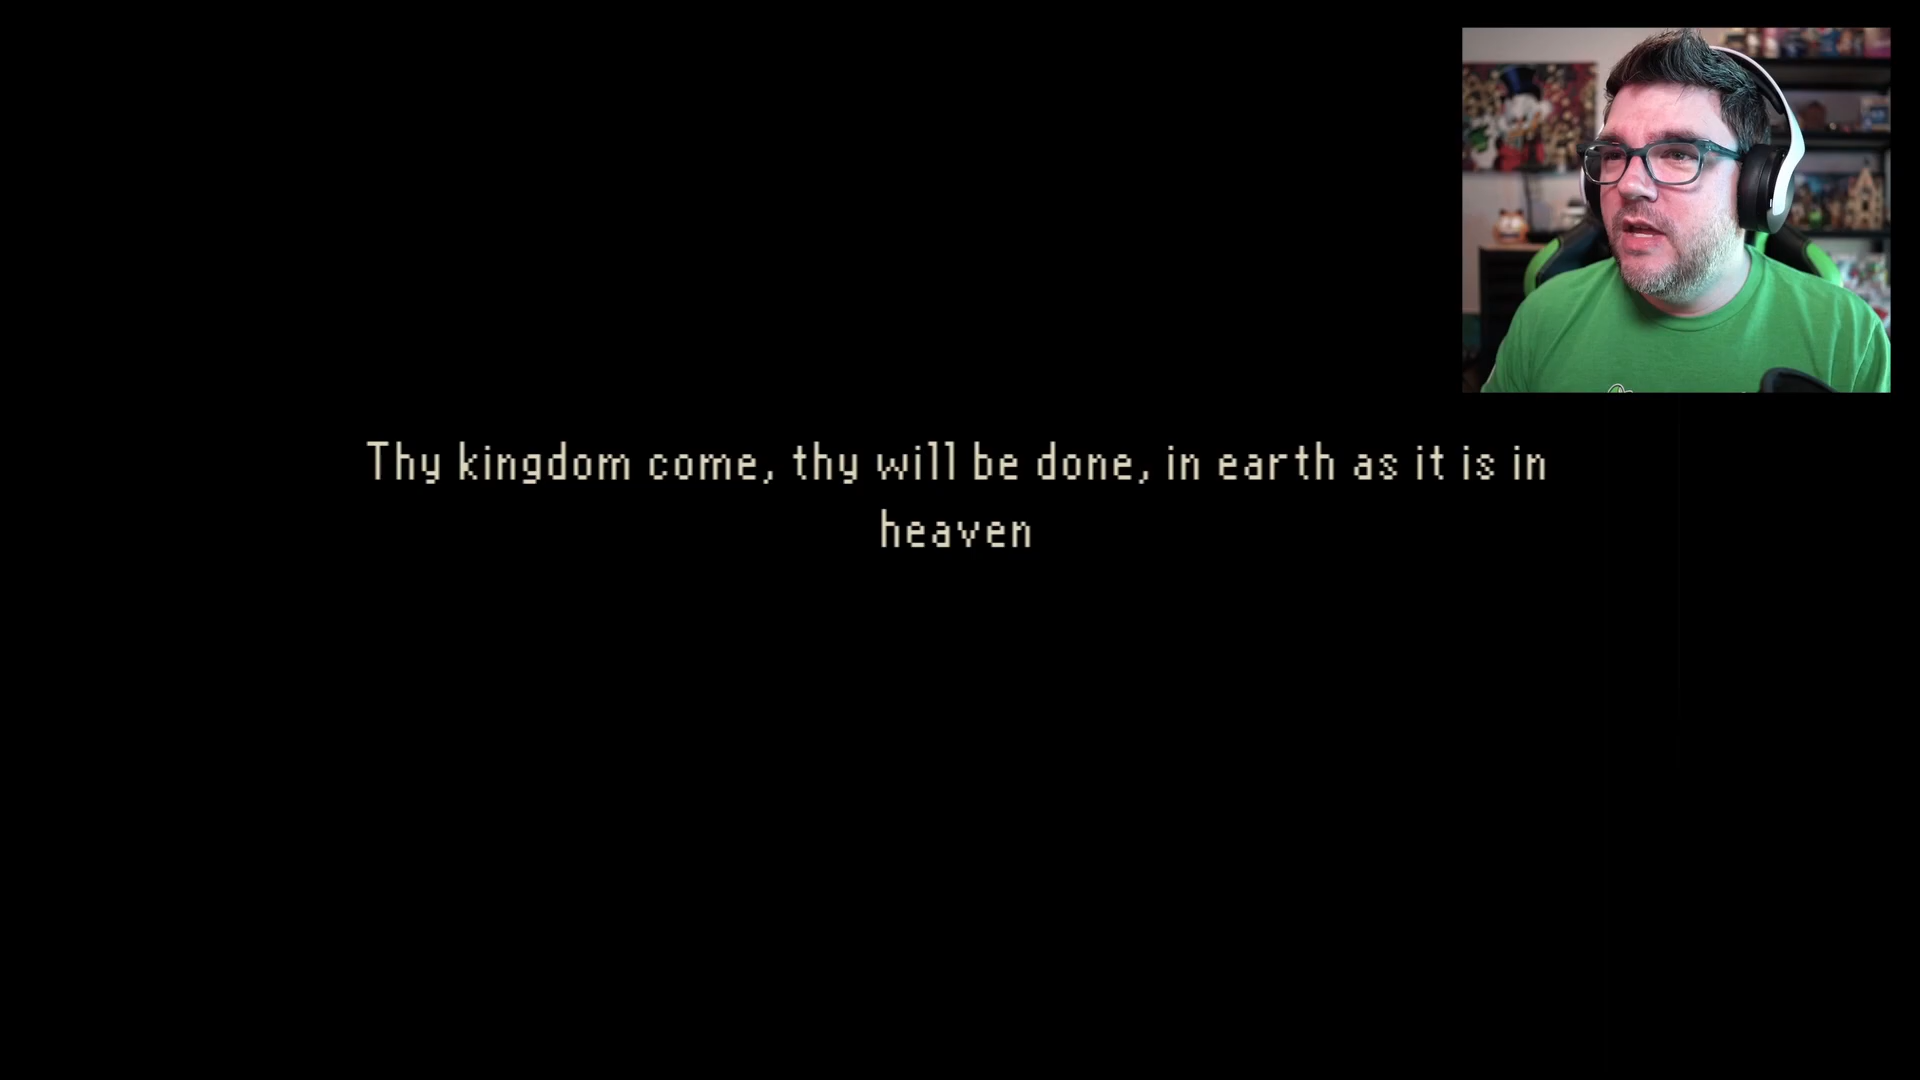 Thy kingdom come, thy will be done, in earth as it is in
heaven